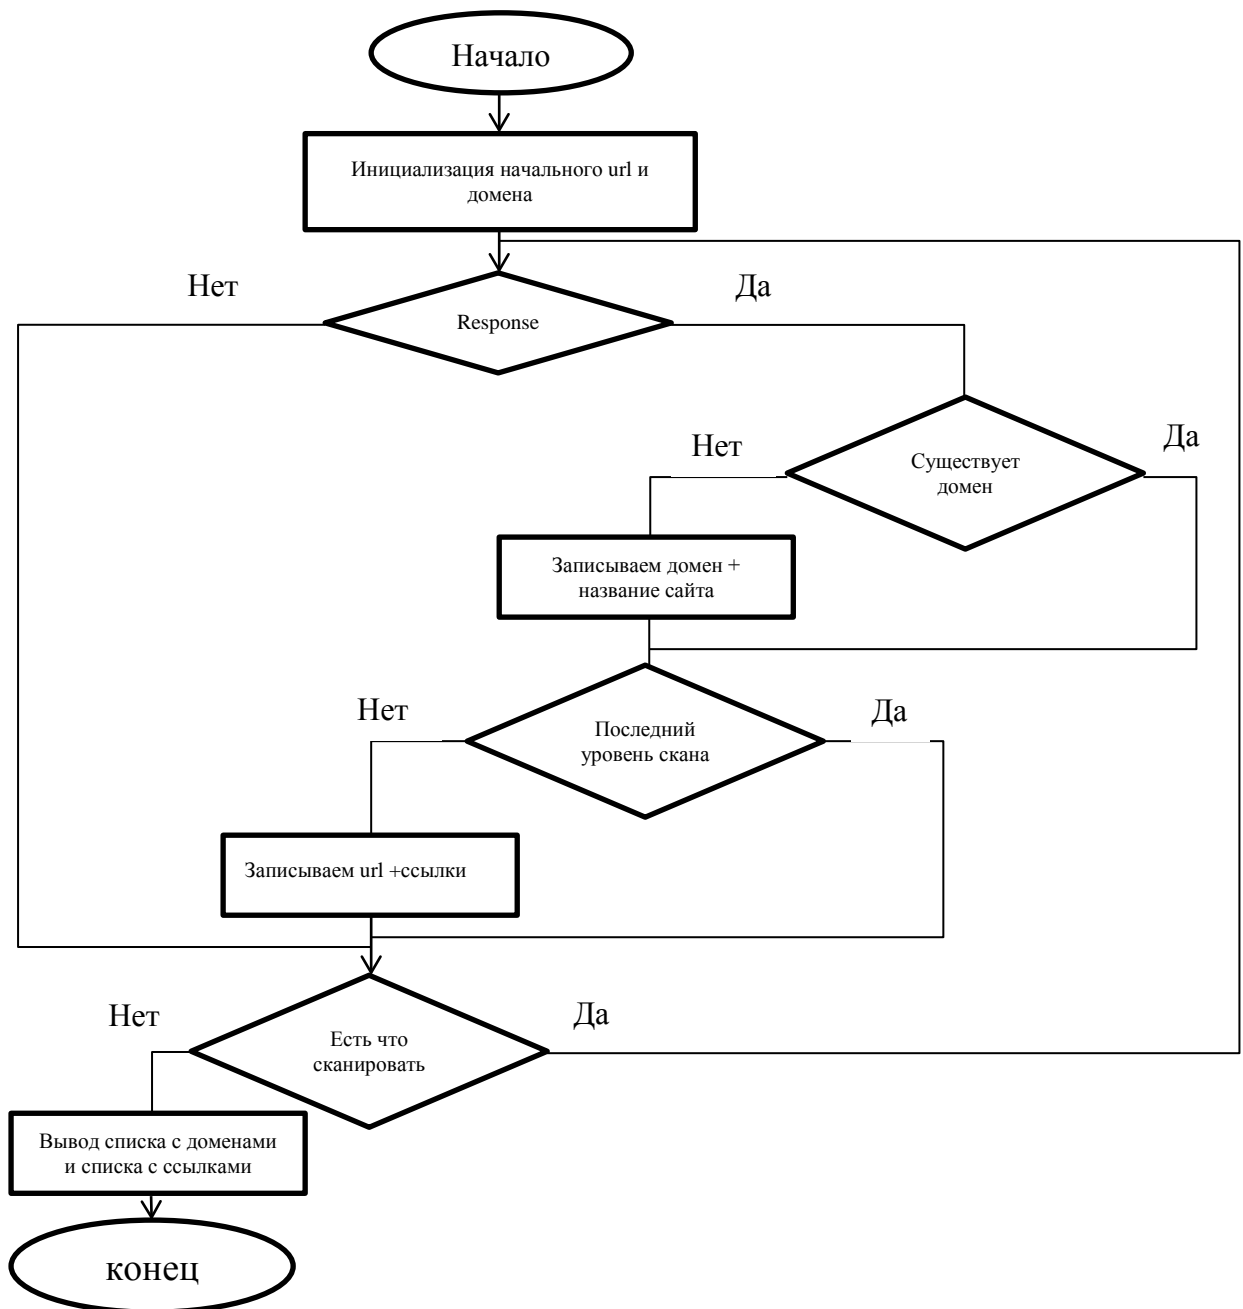 Начало
Инициализация начального url и
домена
Нет
Да
Response
Нет
Да
Существует
домен
Записываем домен +
название сайта
Нет
Да
Последний
уровень скана
Записываем url +ссылки
Нет
Да
Есть что
сканировать
Вывод списка с доменами
и списка с ссылками
конец